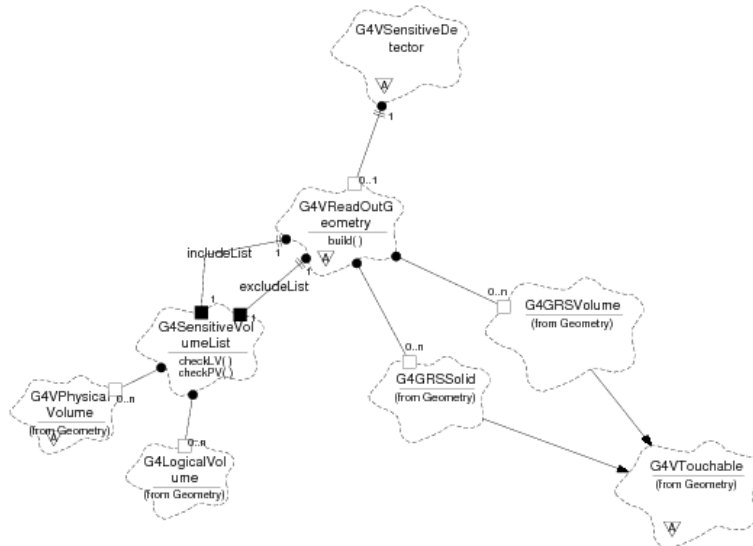 G4VSensitiveDe
tector
A
1
0..1
G4VReadOutG
eometry
build( )
A
1
includeList
1
excludeList
1
1
G4SensitiveVol
umeList
checkLV( )
checkPV( )
0..n
G4GRSVolume
(from Geometry)
0..n
G4GRSSolid
(from Geometry)
G4VPhysical
Volume
(from Geometry)
A
0..n
0..n
G4LogicalVol
ume
(from Geometry)
G4VTouchable
(from Geometry)
A